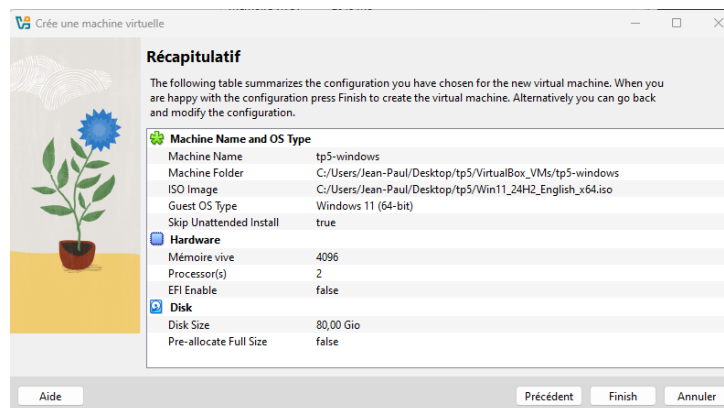 Crée une machine virtuelle
Récapitulatif
The following table summarizes the configuration you have chosen for the new virtual machine. When you
are happy with the configuration press Finish to create the virtual machine. Alternatively you can go back
and modify the configuration.
Machine Name and OS Type
Machine Name tp5-windows
Machine Folder C:/Users/Jean-Paul/Desktop/tp5/VirtualBox_VMs/tp5-windows
ISO Image C:/Users/Jean-Paul/Desktop/tp5/Win11_24H2_English_x64.iso
Guest OS Type Windows 11 (64-bit)
Skip Unattended Install true
Hardware
Mémoire vive 4096
Processor(s) 2
EFI Enable false
Disk
Disk Size 80,00 Gio
Pre-allocate Full Size false
Aide Précédent Finish Annuler